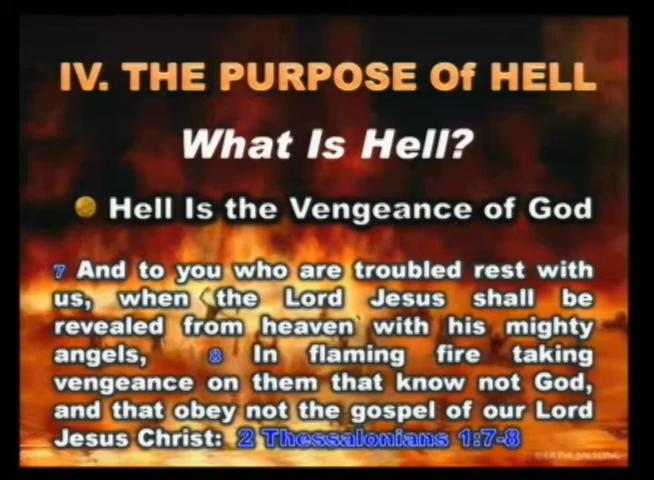 IV. THE PURPOSE Of HELL
What Is Hell?
Hell Is the Vengeance of God
7 And to you who are troubled rest with
us, when the Lord Jesus shall be
revealed from heaven with his mighty
angels, 8 In flaming fire taking
vengeance on them that know not God,
and that obey not the gospel of our Lord
Jesus Christ: 2 Thessalonians 1:7-8